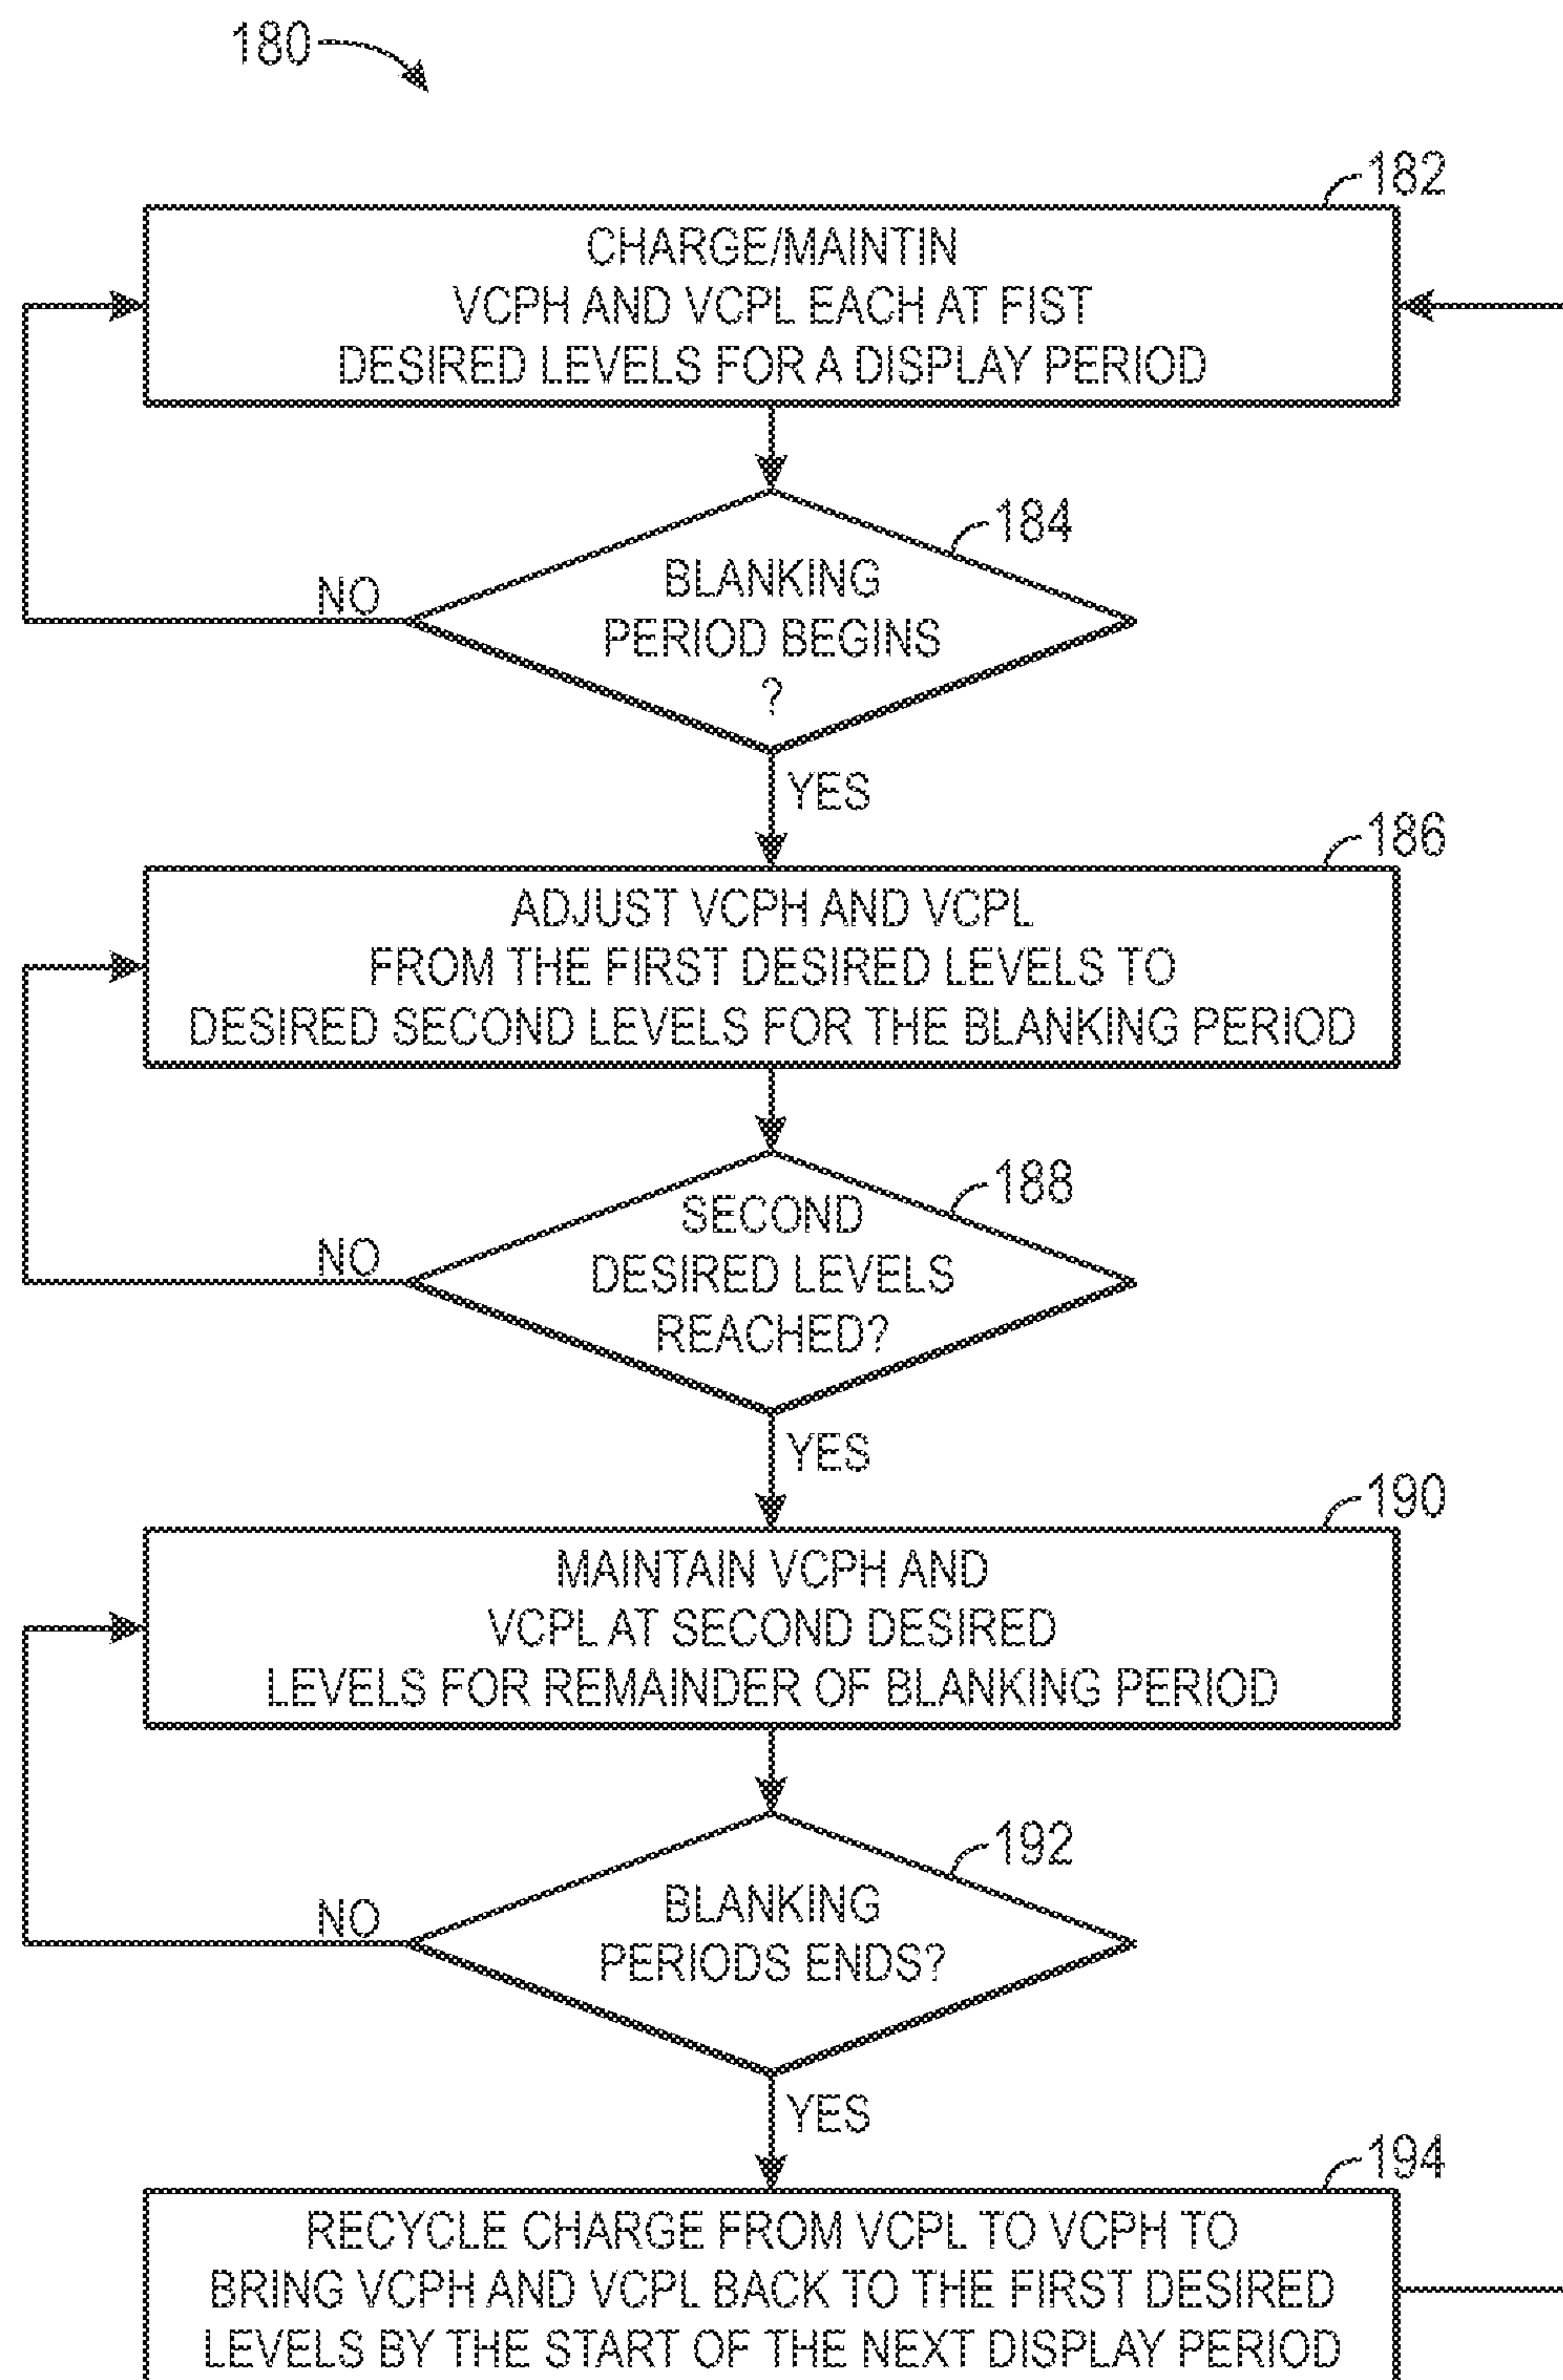 180
182
CHARGE/MAINTIN
VCPH AND VCPL EACH AT FIST
DESIRED LEVELS FOR A DISPLAY PERIOD
184
BLANKING
PERIOD BEGINS
?
NO
YES
186
ADJUST VCPH AND VCPL
FROM THE FIRST DESIRED LEVELS TO
DESIRED SECOND LEVELS FOR THE BLANKING PERIOD
188
SECOND
DESIRED LEVELS
REACHED?
NO
YES
190
MAINTAIN VCPH AND
VCPL AT SECOND DESIRED
LEVELS FOR REMAINDER OF BLANKING PERIOD
192
BLANKING
PERIODS ENDS?
NO
YES
194
RECYCLE CHARGE FROM VCPL TO VCPH TO
BRING VCPH AND VCPL BACK TO THE FIRST DESIRED
LEVELS BY THE START OF THE NEXT DISPLAY PERIOD